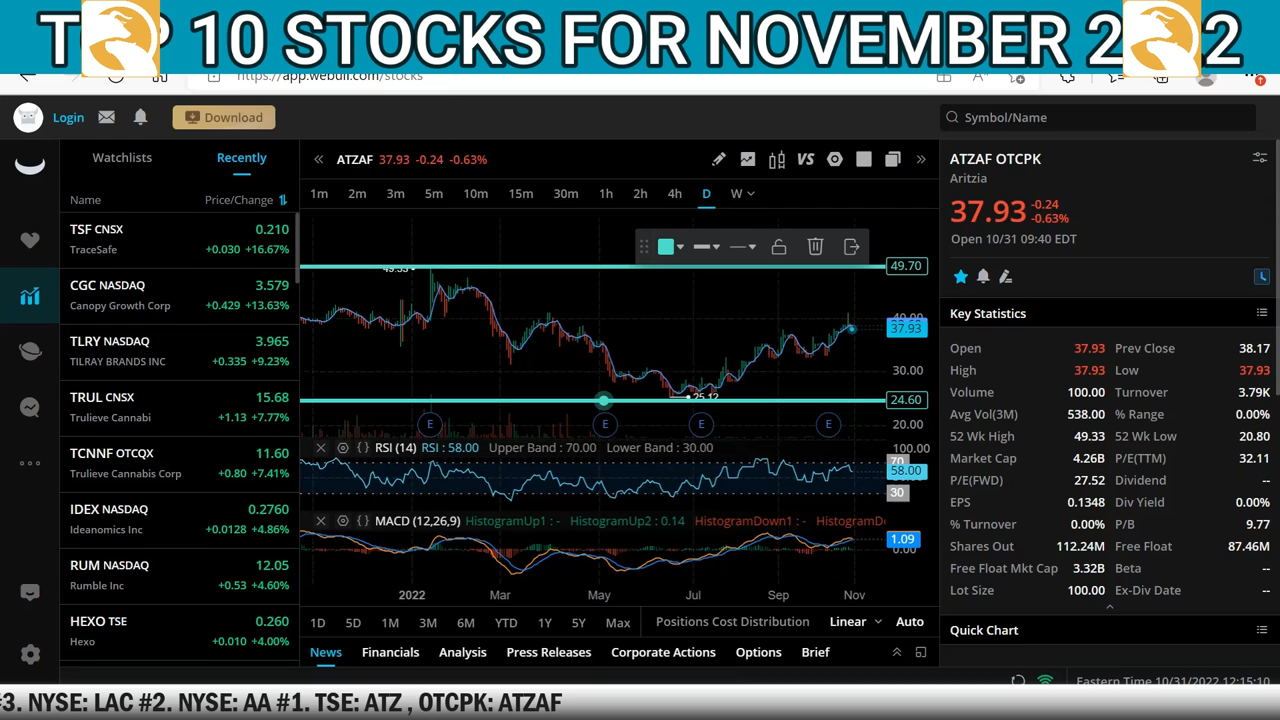 TOP 10 STOCKS FOR NOVEMBER 2022
https://app.webull.com/stocks
Login
Download
Symbol/Name
Watchlists
Recently
Name
Price/Change
TSF CNSX 0.210
TraceSafe +0.030 +16.67%
CGC NASDAQ 3.579
Canopy Growth Corp +0.429 +13.63%
TLRY NASDAQ 3.965
TILRAY BRANDS INC +0.335 +9.23%
TRUL CNSX 15.68
Trulieve Cannabi +1.13 +7.77%
TCNNF OTCQX 11.60
Trulieve Cannabis Corp +0.80 +7.41%
IDEX NASDAQ 0.2760
Ideanomics Inc +0.0128 +4.86%
RUM NASDAQ 12.05
Rumble Inc +0.53 +4.60%
HEXO TSE 0.260
Hexo +0.010 +4.00%
ATZAF 37.93 -0.24 -0.63%
VS
1m 2m 3m 5m 10m 15m 30m 1h 2h 4h D W
49.70
49.33
40.00
37.93
30.00
25.12
24.60
20.00
E E E E
RSI (14) RSI : 58.00 Upper Band : 70.00 Lower Band : 30.00
100.00
70
58.00
30
MACD (12,26,9) HistogramUp1 : - HistogramUp2 : 0.14 HistogramDown1 : - HistogramDo
1.09
0.00
2022 Mar May Jul Sep Nov
1D 5D 1M 3M 6M YTD 1Y 5Y Max Positions Cost Distribution Linear Auto
News Financials Analysis Press Releases Corporate Actions Options Brief
ATZAF OTCPK
Aritzia
37.93 -0.24
-0.63%
Open 10/31 09:40 EDT
Key Statistics
Open 37.93 Prev Close 38.17
High 37.93 Low 37.93
Volume 100.00 Turnover 3.79K
Avg Vol(3M) 538.00 % Range 0.00%
52 Wk High 49.33 52 Wk Low 20.80
Market Cap 4.26B P/E(TTM) 32.11
P/E(FWD) 27.52 Dividend --
EPS 0.1348 Div Yield 0.00%
% Turnover 0.00% P/B 9.77
Shares Out 112.24M Free Float 87.46M
Free Float Mkt Cap 3.32B Beta --
Lot Size 100.00 Ex-Div Date --
Quick Chart
Eastern Time 10/31/2022 12:15:10
#3. NYSE: LAC #2. NYSE: AA #1. TSE: ATZ , OTCPK: ATZAF